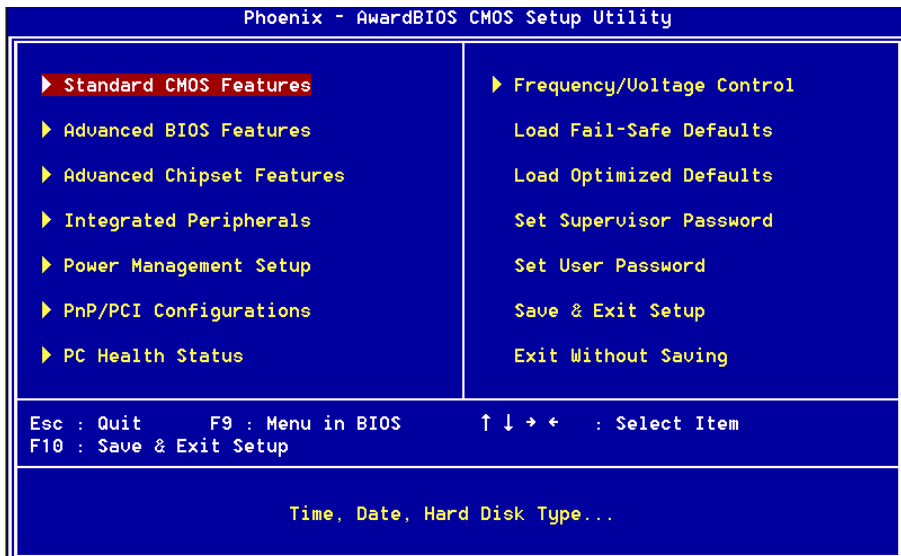 Phoenix - AwardBIOS CMOS Setup Utility
Standard CMOS Features
Advanced BIOS Features
Advanced Chipset Features
Integrated Peripherals
Power Management Setup
PnP/PCI Configurations
PC Health Status
Frequency/Voltage Control
Load Fail-Safe Defaults
Load Optimized Defaults
Set Supervisor Password
Set User Password
Save & Exit Setup
Exit Without Saving
Esc : Quit F9 : Menu in BIOS ↑ ↓ → ← : Select Item
F10 : Save & Exit Setup
Time, Date, Hard Disk Type...